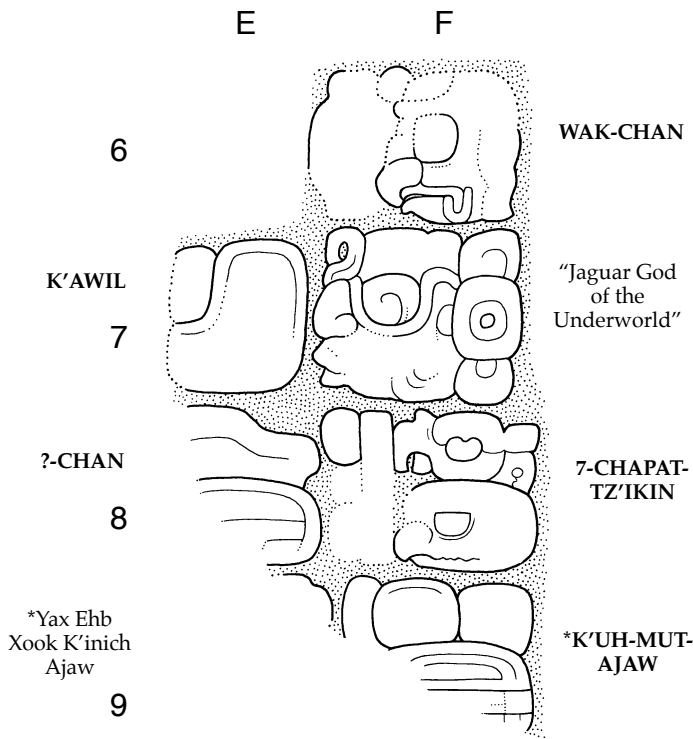 E F
6 WAK-CHAN
K’AWIL
7
“Jaguar God
of the
Underworld”
?-CHAN
8
7-CHAPAT-
TZ’IKIN
*Yax Ehb
Xook K’inich
Ajaw
9
*K’UH-MUT-
AJAW